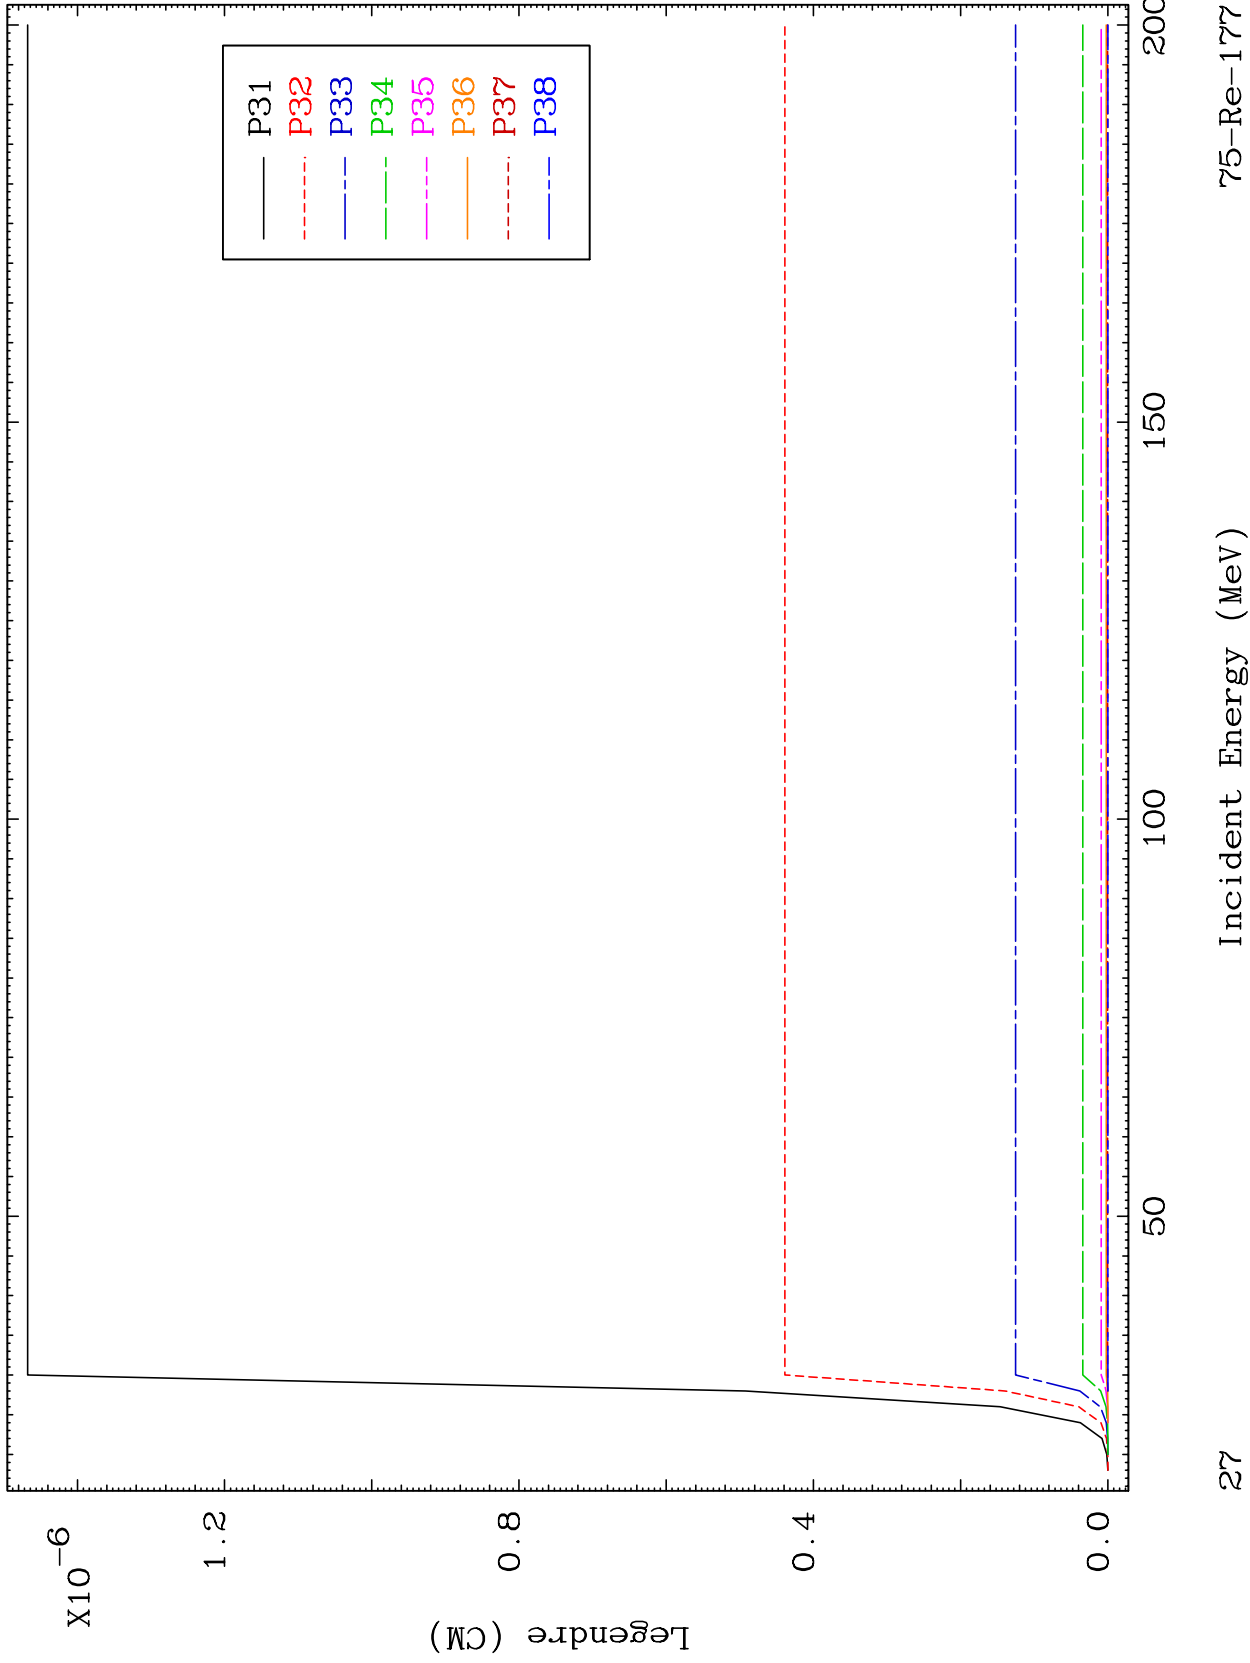 X10^-6
1.2
0.8
0.4
0.0
Legendre (CM)
P31
P32
P33
P34
P35
P36
P37
P38
50
100
150
200
Incident Energy (MeV)
27
75-Re-177